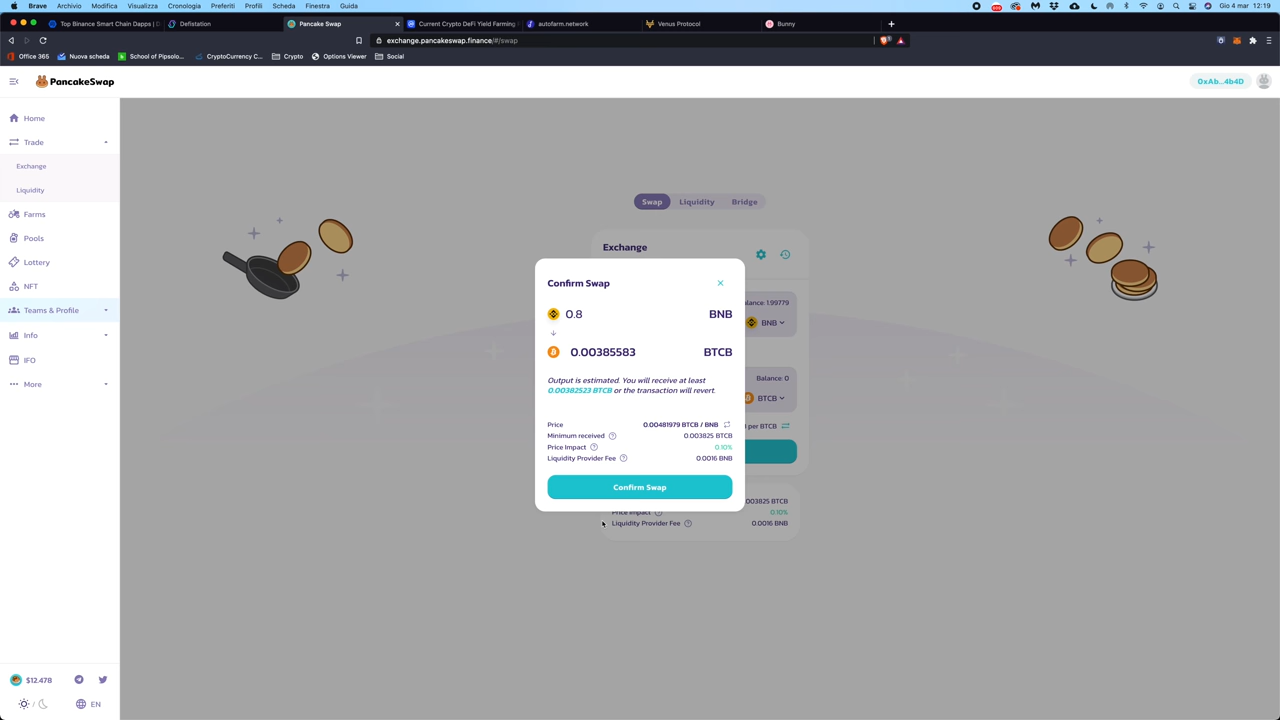 Brave Archivio Modifica Visualizza Cronologia Preferiti Profili Scheda Finestra Guida Gio 4 mar 12:19
Top Binance Smart Chain Dapps | D Defistation Pancake Swap × Current Crypto DeFi Yield Farming autofarm.network Venus Protocol Bunny +
exchange.pancakeswap.finance/#/swap
Office 365 Nuova scheda School of Pipsolo... CryptoCurrency C... Crypto Options Viewer Social
PancakeSwap 0xAb...4b4D
Home
Trade
Exchange
Liquidity
Farms
Pools
Lottery
NFT
Teams & Profile
Info
IFO
More
$12.478
EN
Swap Liquidity Bridge
Exchange
lance: 1.99779
BNB
Balance: 0
BTCB
per BTCB
003825 BTCB
Price Impact 0.10%
Liquidity Provider Fee 0.0016 BNB
Confirm Swap
0.8 BNB
0.00385583 BTCB
Output is estimated. You will receive at least
0.00382523 BTCB or the transaction will revert.
Price 0.00481979 BTCB / BNB
Minimum received 0.003825 BTCB
Price Impact 0.10%
Liquidity Provider Fee 0.0016 BNB
Confirm Swap